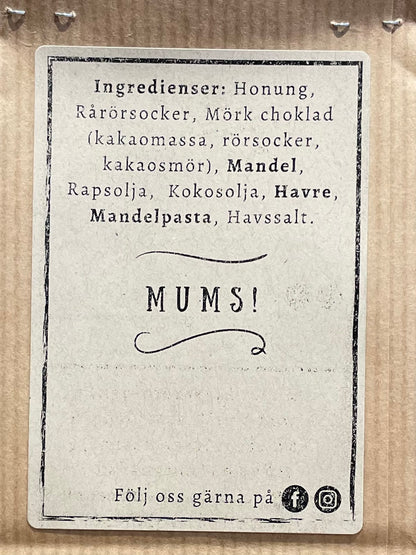 Ingredienser: Honung,
Rårörsocker, Mörk choklad
(kakaomassa, rörsocker,
kakaosmör), Mandel,
Rapsolja, Kokosolja, Havre,
Mandelpasta, Havssalt.
MUMS!
Följ oss gärna på